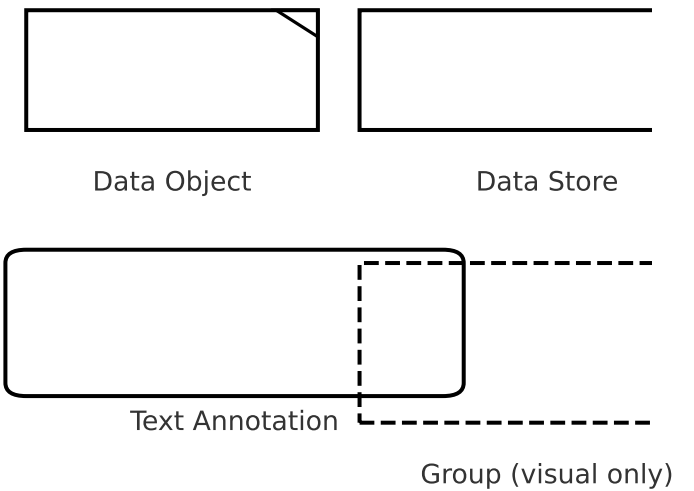 Data Object
Data Store
Text Annotation
Group (visual only)